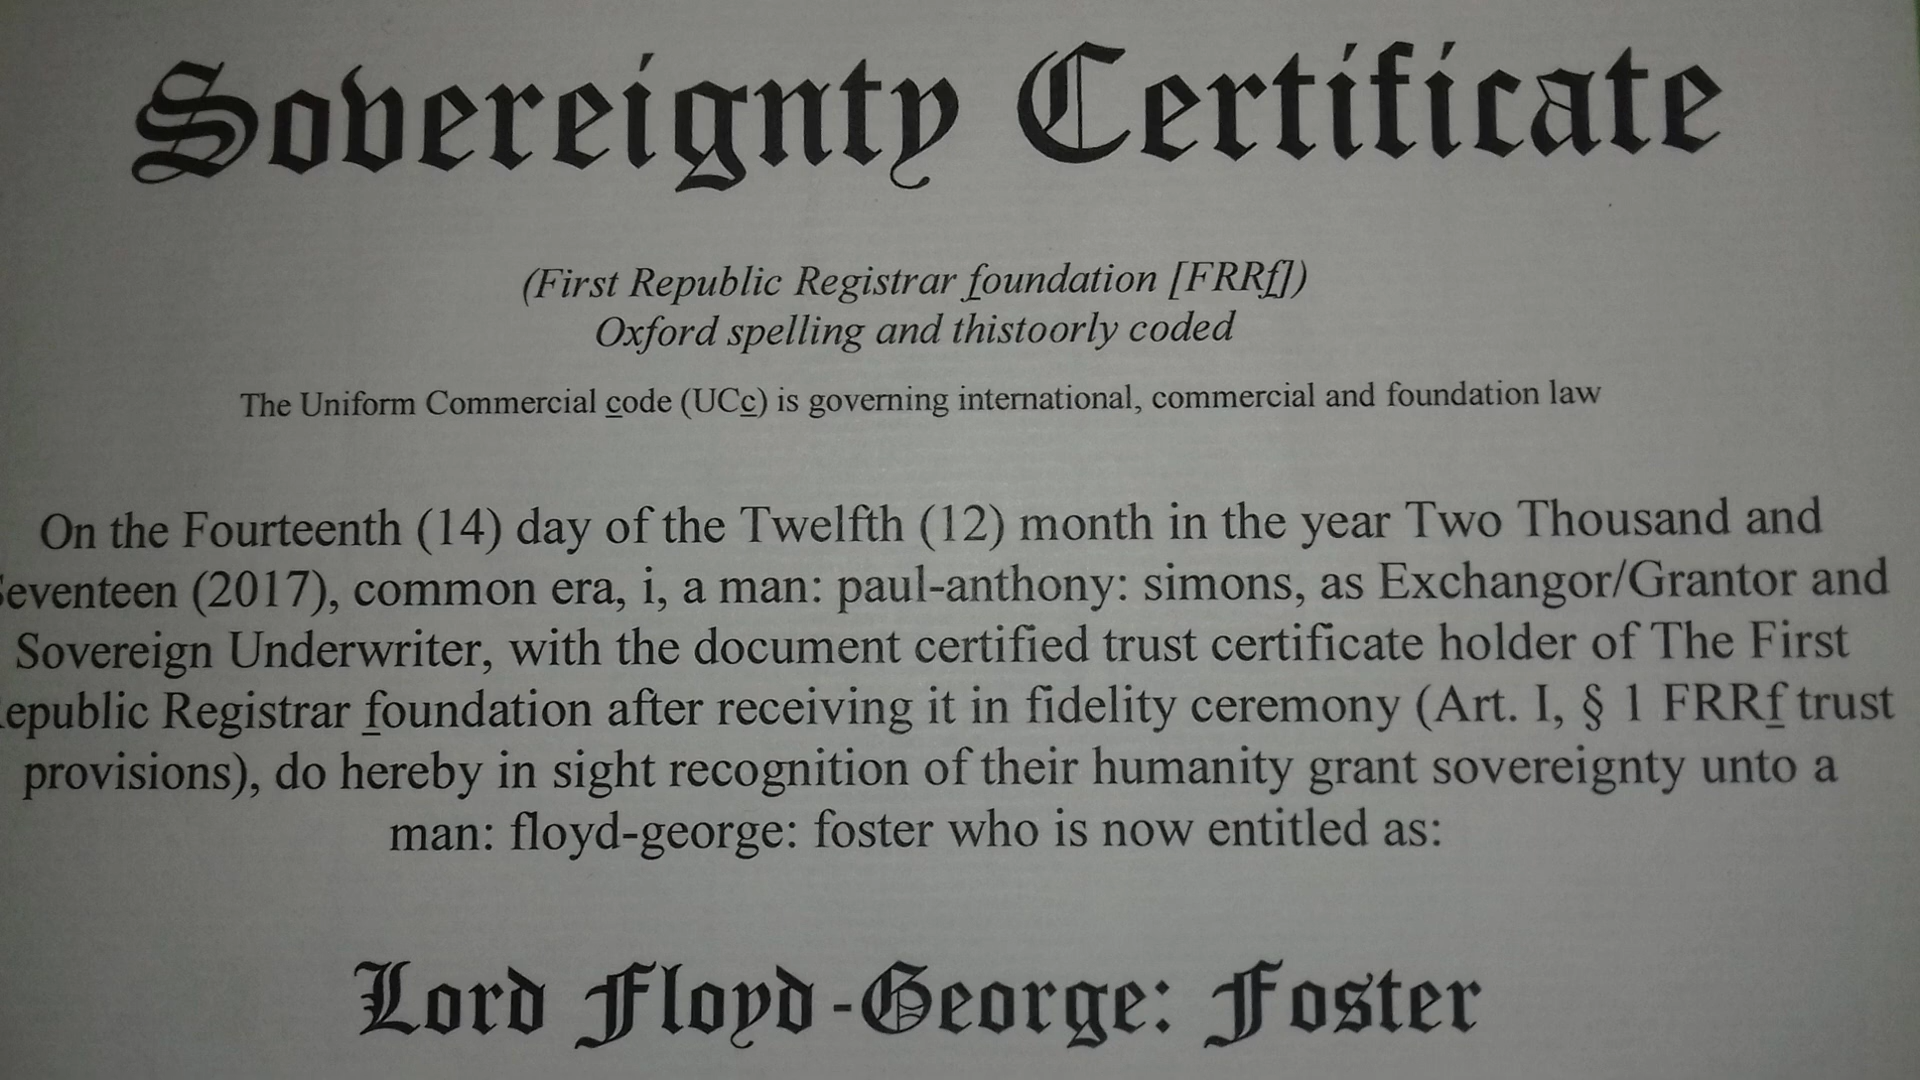 Sovereignty Certificate
(First Republic Registrar foundation [FRRf])
Oxford spelling and thistoorly coded
The Uniform Commercial code (UCc) is governing international, commercial and foundation law
On the Fourteenth (14) day of the Twelfth (12) month in the year Two Thousand and
Seventeen (2017), common era, i, a man: paul-anthony: simons, as Exchangor/Grantor and
Sovereign Underwriter, with the document certified trust certificate holder of The First
Republic Registrar foundation after receiving it in fidelity ceremony (Art. I, § 1 FRRf trust
provisions), do hereby in sight recognition of their humanity grant sovereignty unto a
man: floyd-george: foster who is now entitled as:
Lord Floyd-George: Foster